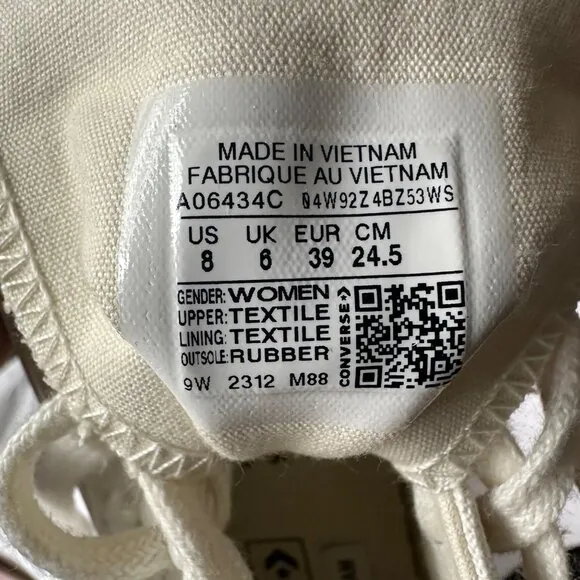 MADE IN VIETNAM
FABRIQUE AU VIETNAM
A06434C 04W92Z4BZ53WS
US UK EUR CM
8 6 39 24.5
GENDER: WOMEN
UPPER: TEXTILE
LINING: TEXTILE
OUTSOLE: RUBBER
9W 2312 M88
CONVERSE